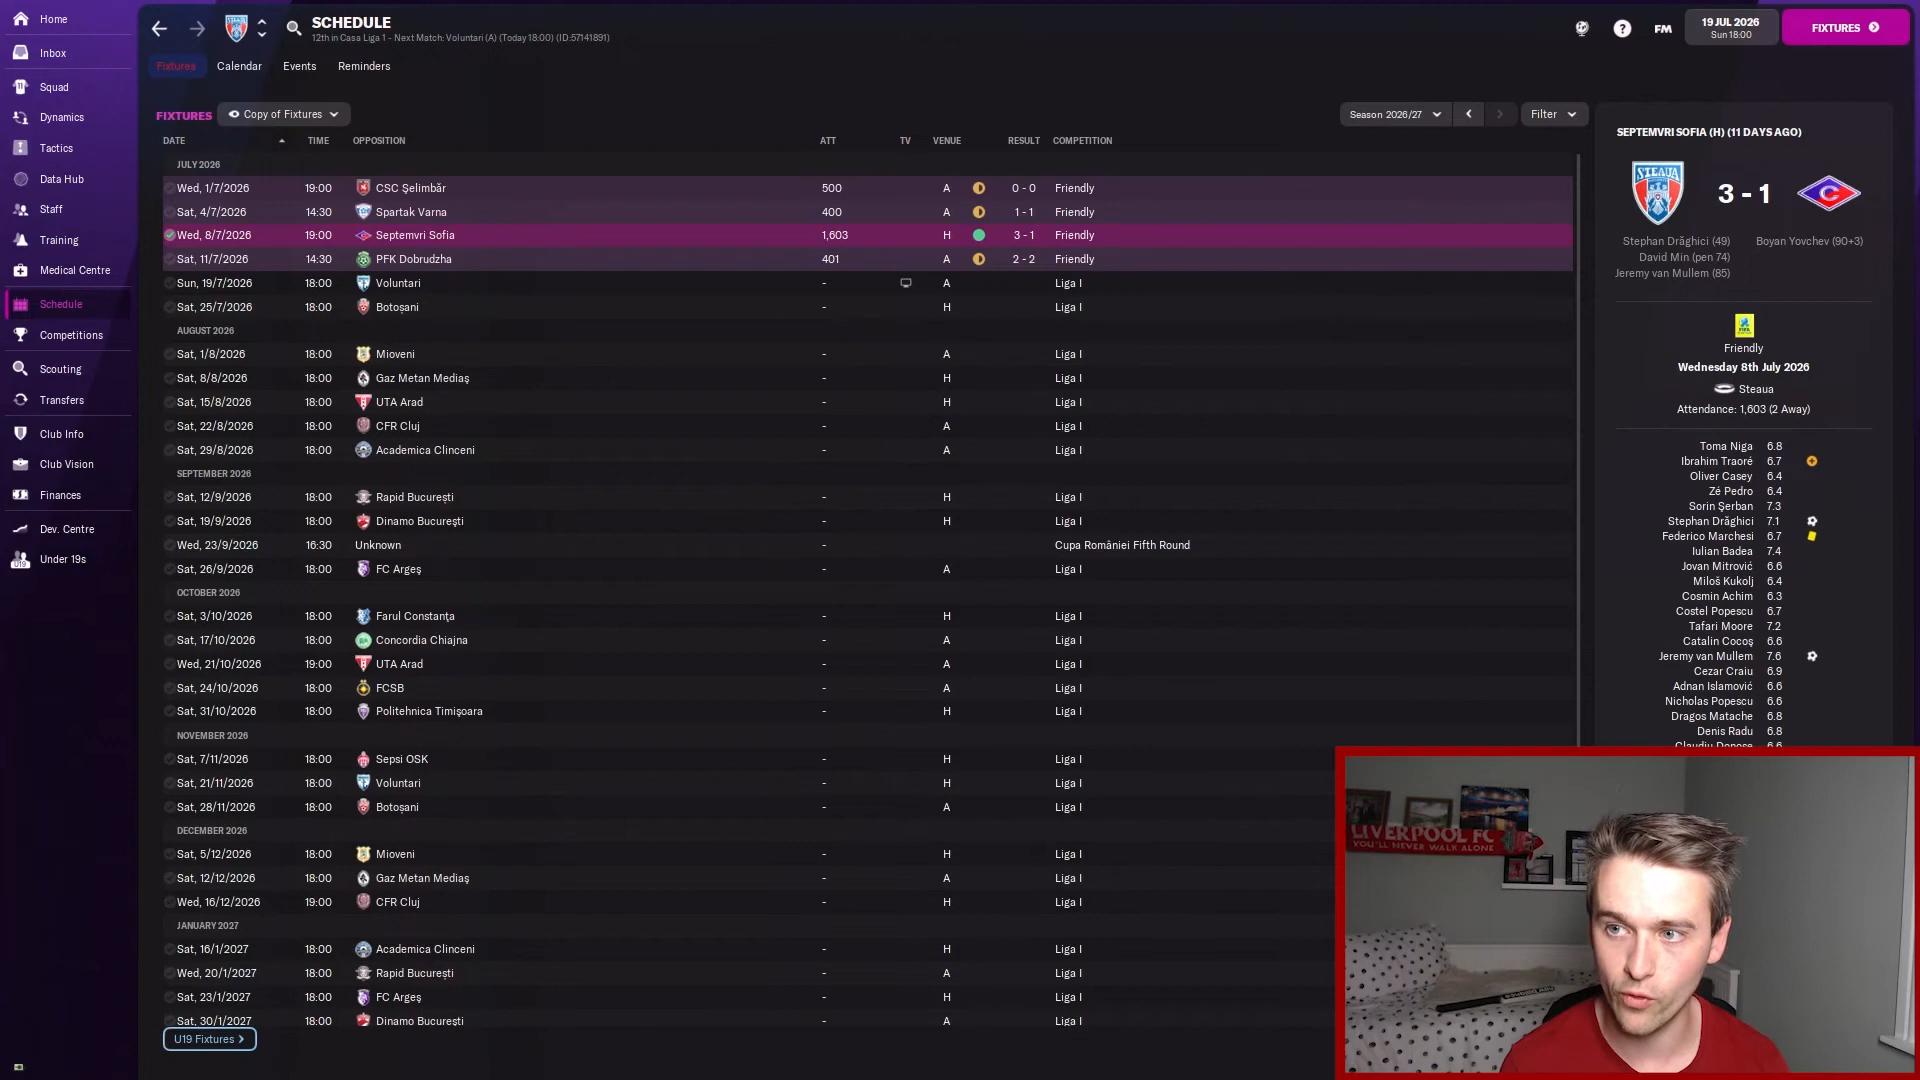 Home
Inbox
Squad
Dynamics
Tactics
Data Hub
Staff
Training
Medical Centre
Schedule
Competitions
Scouting
Transfers
Club Info
Club Vision
Finances
Dev. Centre
Under 19s
SCHEDULE
12th in Casa Liga 1 - Next Match: Voluntari (A) (Today 18:00) (ID:57141891)
FM
19 JUL 2026
Sun 18:00
FIXTURES
Fixtures Calendar Events Reminders
FIXTURES Copy of Fixtures Season 2026/27 Filter
DATE TIME OPPOSITION ATT TV VENUE RESULT COMPETITION
JULY 2026
Wed, 1/7/2026 19:00 CSC Şelimbăr 500 A 0 - 0 Friendly
Sat, 4/7/2026 14:30 Spartak Varna 400 A 1 - 1 Friendly
Wed, 8/7/2026 19:00 Septemvri Sofia 1,603 H 3 - 1 Friendly
Sat, 11/7/2026 14:30 PFK Dobrudzha 401 A 2 - 2 Friendly
Sun, 19/7/2026 18:00 Voluntari - A Liga I
Sat, 25/7/2026 18:00 Botoşani - H Liga I
AUGUST 2026
Sat, 1/8/2026 18:00 Mioveni - A Liga I
Sat, 8/8/2026 18:00 Gaz Metan Mediaş - H Liga I
Sat, 15/8/2026 18:00 UTA Arad - H Liga I
Sat, 22/8/2026 18:00 CFR Cluj - A Liga I
Sat, 29/8/2026 18:00 Academica Clinceni - A Liga I
SEPTEMBER 2026
Sat, 12/9/2026 18:00 Rapid Bucureşti - H Liga I
Sat, 19/9/2026 18:00 Dinamo Bucureşti - H Liga I
Wed, 23/9/2026 16:30 Unknown - Cupa României Fifth Round
Sat, 26/9/2026 18:00 FC Argeş - A Liga I
OCTOBER 2026
Sat, 3/10/2026 18:00 Farul Constanţa - H Liga I
Sat, 17/10/2026 18:00 Concordia Chiajna - A Liga I
Wed, 21/10/2026 19:00 UTA Arad - A Liga I
Sat, 24/10/2026 18:00 FCSB - A Liga I
Sat, 31/10/2026 18:00 Politehnica Timişoara - H Liga I
NOVEMBER 2026
Sat, 7/11/2026 18:00 Sepsi OSK - H Liga I
Sat, 21/11/2026 18:00 Voluntari - H Liga I
Sat, 28/11/2026 18:00 Botoşani - A Liga I
DECEMBER 2026
Sat, 5/12/2026 18:00 Mioveni - H Liga I
Sat, 12/12/2026 18:00 Gaz Metan Mediaş - A Liga I
Wed, 16/12/2026 19:00 CFR Cluj - H Liga I
JANUARY 2027
Sat, 16/1/2027 18:00 Academica Clinceni - H Liga I
Wed, 20/1/2027 18:00 Rapid Bucureşti - A Liga I
Sat, 23/1/2027 18:00 FC Argeş - H Liga I
Sat, 30/1/2027 18:00 Dinamo Bucureşti - A Liga I
U19 Fixtures
SEPTEMVRI SOFIA (H) (11 DAYS AGO)
STEAUA
3 - 1
Stephan Drăghici (49) Boyan Yovchev (90+3)
David Min (pen 74)
Jeremy van Mullem (85)
Friendly
Wednesday 8th July 2026
Steaua
Attendance: 1,603 (2 Away)
Toma Niga 6.8
Ibrahim Traoré 6.7
Oliver Casey 6.4
Zé Pedro 6.4
Sorin Şerban 7.3
Stephan Drăghici 7.1
Federico Marchesi 6.7
Iulian Badea 7.4
Jovan Mitrović 6.6
Miloš Kukolj 6.4
Cosmin Achim 6.3
Costel Popescu 6.7
Tafari Moore 7.2
Catalin Cocoş 6.6
Jeremy van Mullem 7.6
Cezar Craiu 6.9
Adnan Islamović 6.6
Nicholas Popescu 6.6
Dragos Matache 6.8
Denis Radu 6.8
LIVERPOOL FC
YOU'LL NEVER WALK ALONE